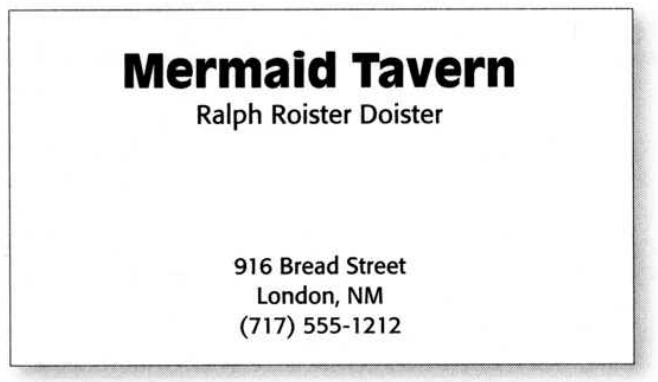 Mermaid Tavern
Ralph Roister Doister
916 Bread Street
London, NM
(717) 555-1212